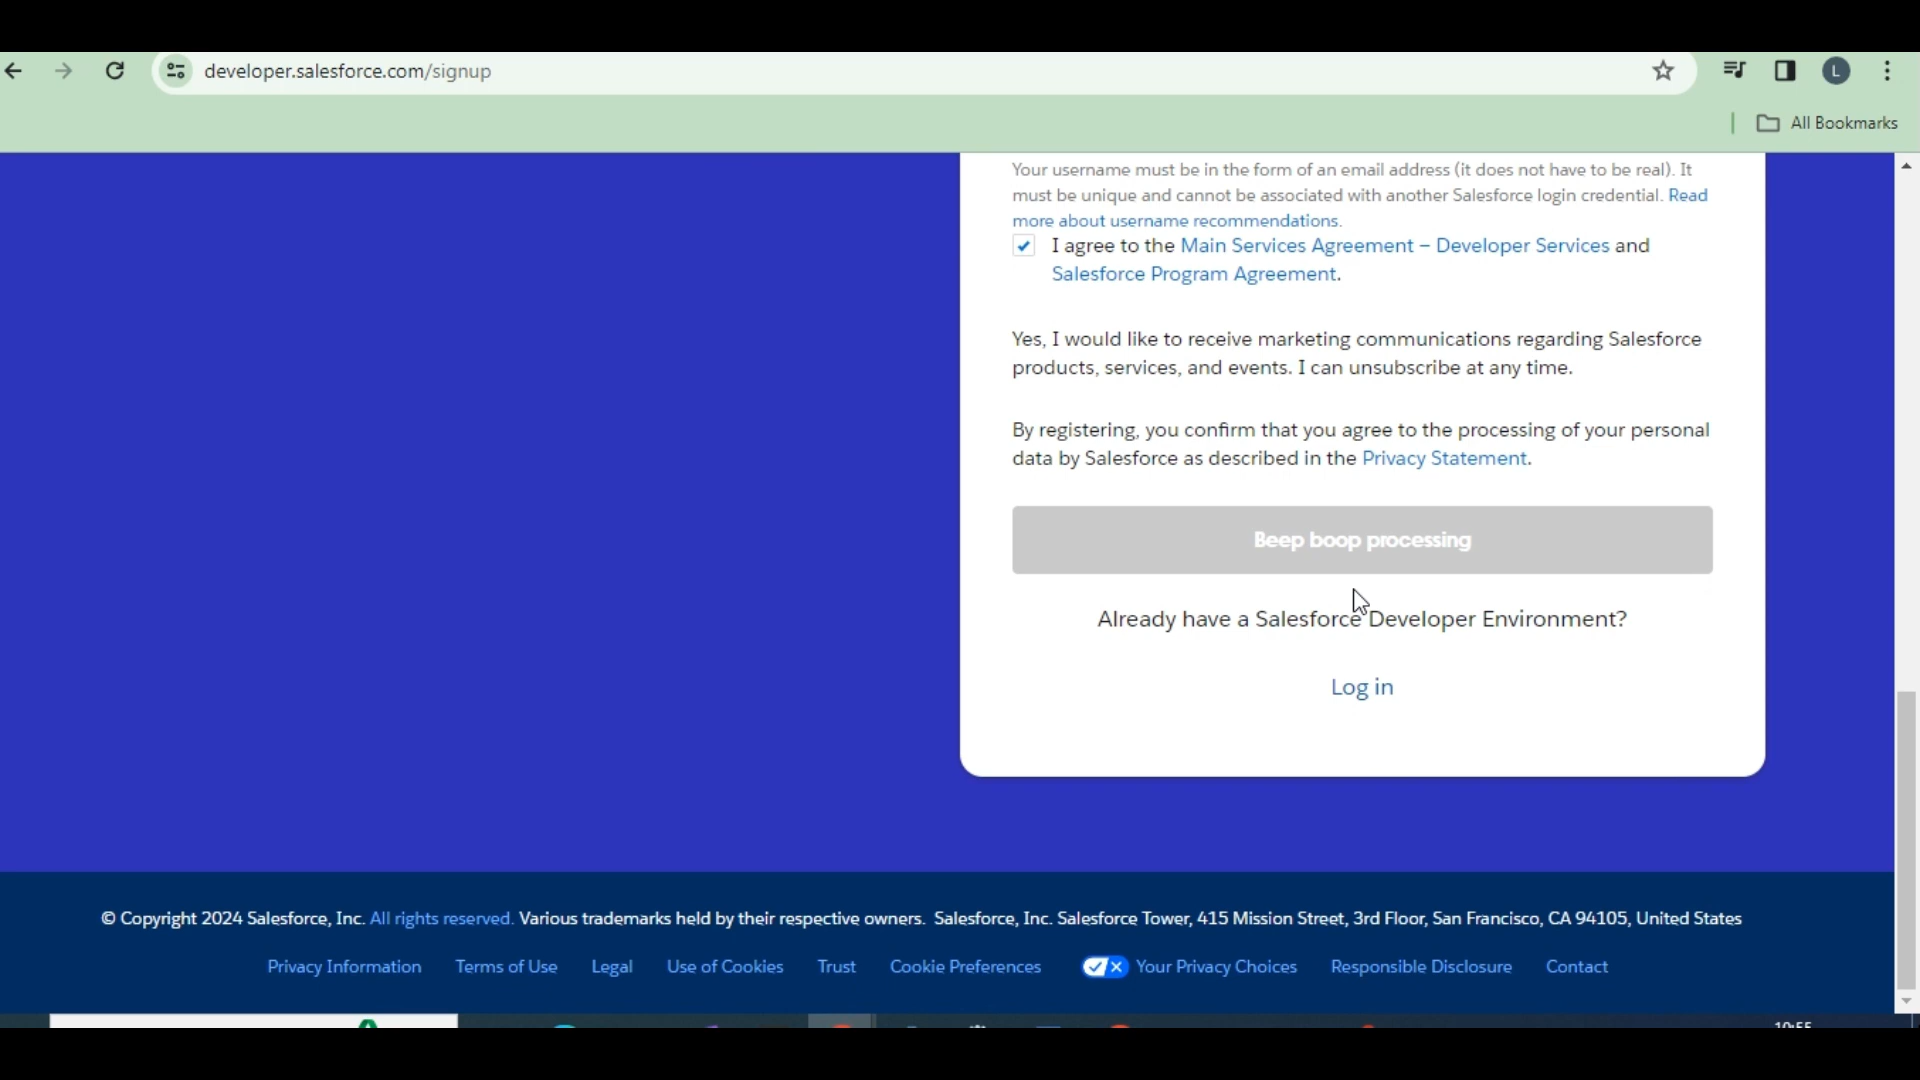 developer.salesforce.com/signup
L
All Bookmarks
Your username must be in the form of an email address (it does not have to be real). It
must be unique and cannot be associated with another Salesforce login credential. Read
more about username recommendations.
I agree to the Main Services Agreement – Developer Services and
Salesforce Program Agreement.
Yes, I would like to receive marketing communications regarding Salesforce
products, services, and events. I can unsubscribe at any time.
By registering, you confirm that you agree to the processing of your personal
data by Salesforce as described in the Privacy Statement.
Beep boop processing
Already have a Salesforce Developer Environment?
Log in
© Copyright 2024 Salesforce, Inc. All rights reserved. Various trademarks held by their respective owners. Salesforce, Inc. Salesforce Tower, 415 Mission Street, 3rd Floor, San Francisco, CA 94105, United States
Privacy Information Terms of Use Legal Use of Cookies Trust Cookie Preferences Your Privacy Choices Responsible Disclosure Contact